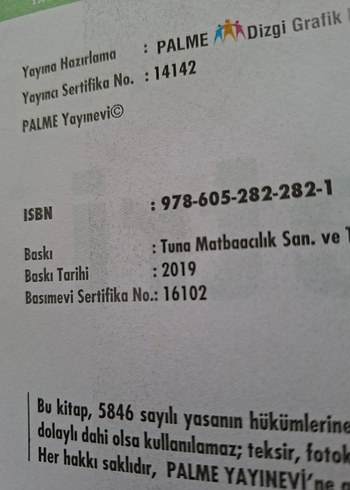 Yayına Hazırlama : PALME Dizgi Grafik
Yayıncı Sertifika No. : 14142
PALME Yayınevi©
ISBN : 978-605-282-282-1
Baskı : Tuna Matbaacılık San. ve
Baskı Tarihi : 2019
Basımevi Sertifika No.: 16102
Bu kitap, 5846 sayılı yasanın hükümlerine
dolaylı dahi olsa kullanılamaz; teksir, fotok
Her hakkı saklıdır, PALME YAYINEVİ'ne a